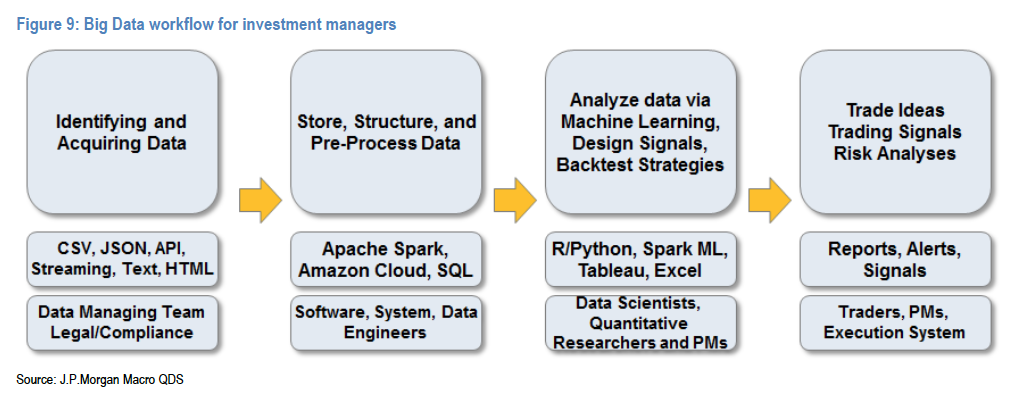 Figure 9: Big Data workflow for investment managers
Identifying and
Acquiring Data
Store, Structure, and
Pre-Process Data
Analyze data via
Machine Learning,
Design Signals,
Backtest Strategies
Trade Ideas
Trading Signals
Risk Analyses
CSV, JSON, API,
Streaming, Text, HTML
Apache Spark,
Amazon Cloud, SQL
R/Python, Spark ML,
Tableau, Excel
Reports, Alerts,
Signals
Data Managing Team
Legal/Compliance
Software, System, Data
Engineers
Data Scientists,
Quantitative
Researchers and PMs
Traders, PMs,
Execution System
Source: J.P.Morgan Macro QDS